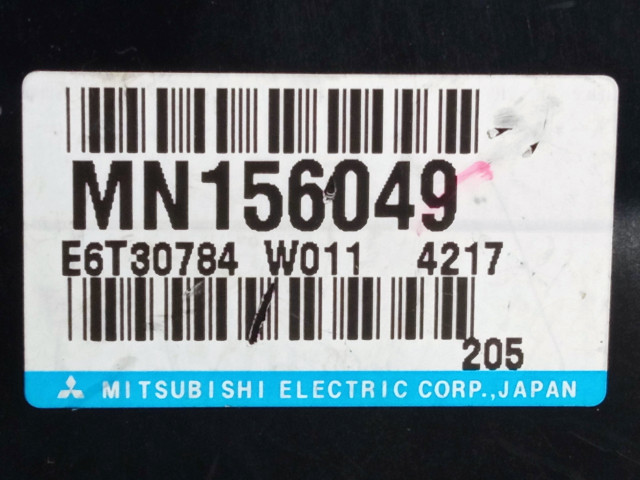 MN156049
E6T30784 W011 4217
205
MITSUBISHI ELECTRIC CORP.,JAPAN